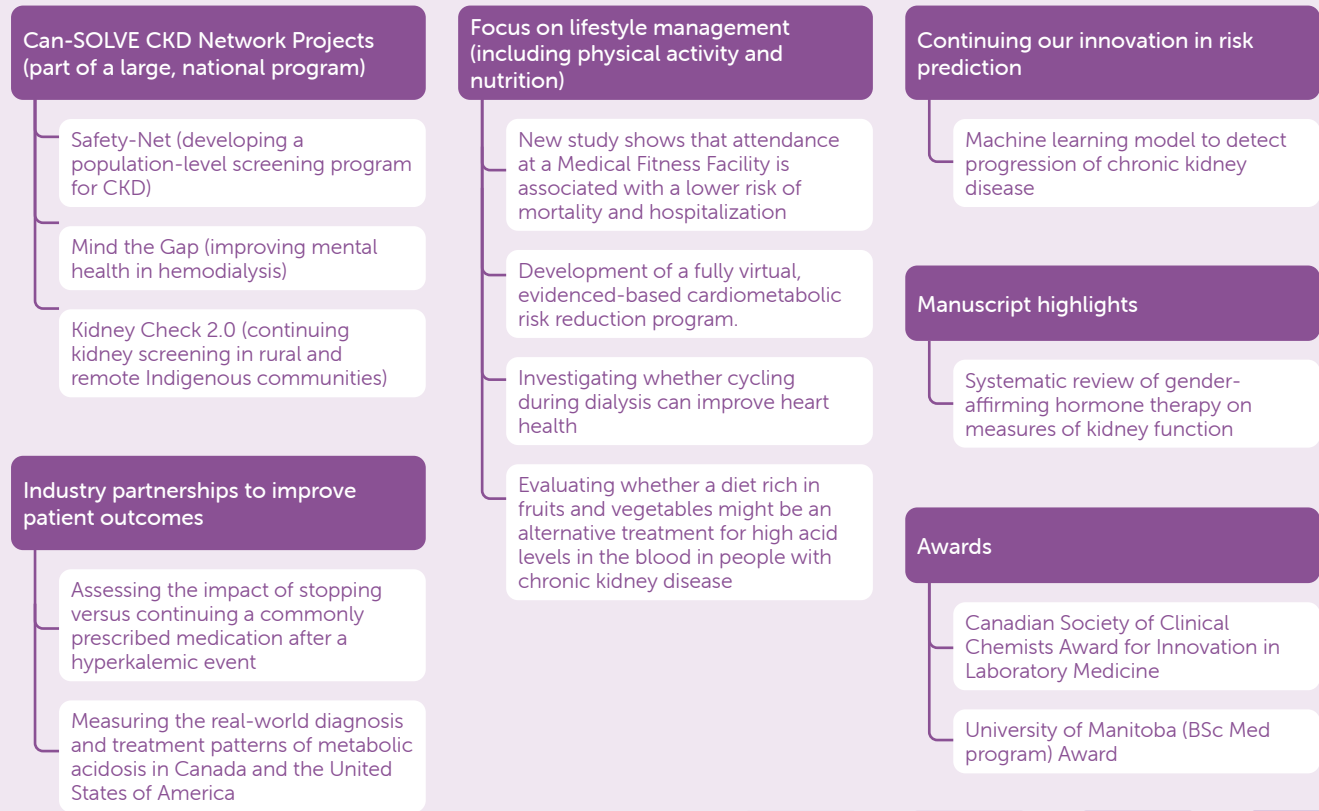 Can-SOLVE CKD Network Projects
(part of a large, national program)
Safety-Net (developing a
population-level screening program
for CKD)
Mind the Gap (improving mental
health in hemodialysis)
Kidney Check 2.0 (continuing
kidney screening in rural and
remote Indigenous communities)
Industry partnerships to improve
patient outcomes
Assessing the impact of stopping
versus continuing a commonly
prescribed medication after a
hyperkalemic event
Measuring the real-world diagnosis
and treatment patterns of metabolic
acidosis in Canada and the United
States of America
Focus on lifestyle management
(including physical activity and
nutrition)
New study shows that attendance
at a Medical Fitness Facility is
associated with a lower risk of
mortality and hospitalization
Development of a fully virtual,
evidenced-based cardiometabolic
risk reduction program.
Investigating whether cycling
during dialysis can improve heart
health
Evaluating whether a diet rich in
fruits and vegetables might be an
alternative treatment for high acid
levels in the blood in people with
chronic kidney disease
Continuing our innovation in risk
prediction
Machine learning model to detect
progression of chronic kidney
disease
Manuscript highlights
Systematic review of gender-
affirming hormone therapy on
measures of kidney function
Awards
Canadian Society of Clinical
Chemists Award for Innovation in
Laboratory Medicine
University of Manitoba (BSc Med
program) Award